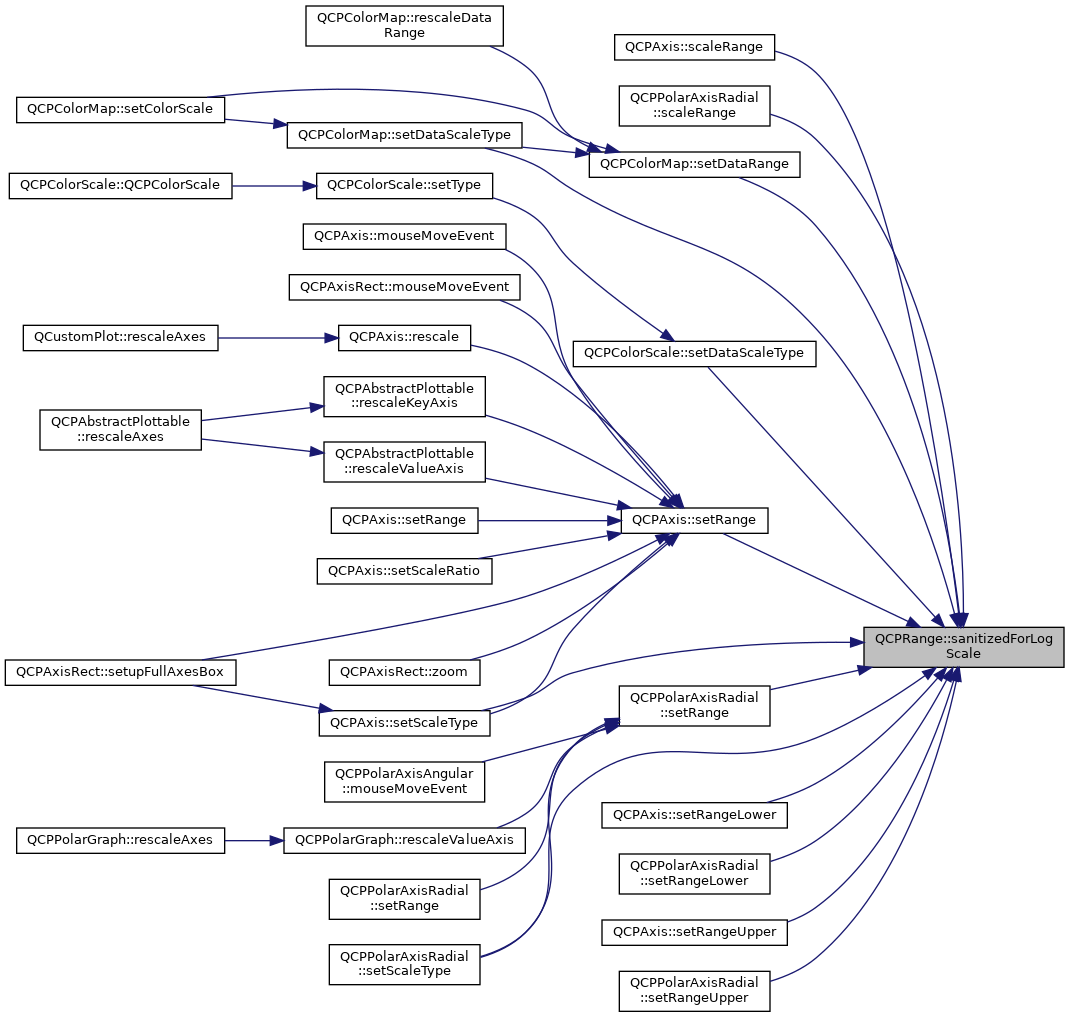 QCPColorMap::rescaleData
Range
QCPAxis::scaleRange
QCPPolarAxisRadial
::scaleRange
QCPColorMap::setColorScale
QCPColorMap::setDataScaleType
QCPColorMap::setDataRange
QCPColorScale::QCPColorScale
QCPColorScale::setType
QCPAxis::mouseMoveEvent
QCPAxisRect::mouseMoveEvent
QCustomPlot::rescaleAxes
QCPAxis::rescale
QCPColorScale::setDataScaleType
QCPAbstractPlottable
::rescaleKeyAxis
QCPAbstractPlottable
::rescaleAxes
QCPAbstractPlottable
::rescaleValueAxis
QCPAxis::setRange
QCPAxis::setRange
QCPAxis::setScaleRatio
QCPRange::sanitizedForLog
Scale
QCPAxisRect::setupFullAxesBox
QCPAxisRect::zoom
QCPPolarAxisRadial
::setRange
QCPAxis::setScaleType
QCPPolarAxisAngular
::mouseMoveEvent
QCPAxis::setRangeLower
QCPPolarGraph::rescaleAxes
QCPPolarGraph::rescaleValueAxis
QCPPolarAxisRadial
::setRangeLower
QCPPolarAxisRadial
::setRange
QCPAxis::setRangeUpper
QCPPolarAxisRadial
::setScaleType
QCPPolarAxisRadial
::setRangeUpper